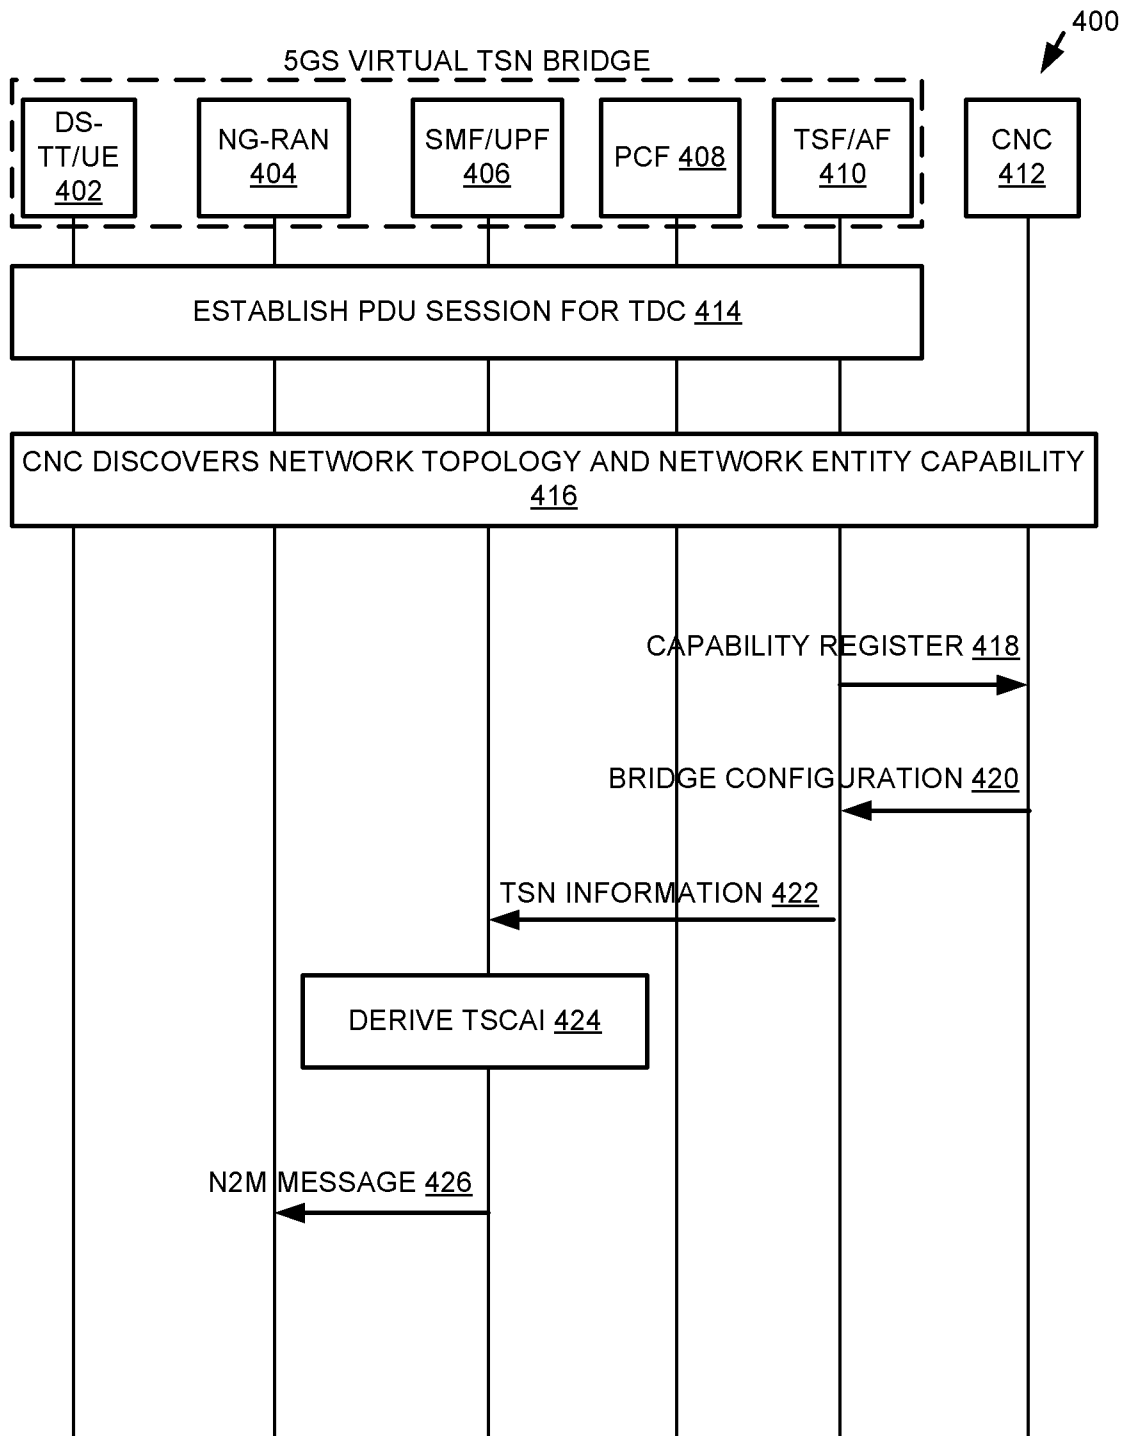 400
5GS VIRTUAL TSN BRIDGE
DS-
TT/UE
402
NG-RAN
404
SMF/UPF
406
PCF 408
TSF/AF
410
CNC
412
ESTABLISH PDU SESSION FOR TDC 414
CNC DISCOVERS NETWORK TOPOLOGY AND NETWORK ENTITY CAPABILITY
416
CAPABILITY REGISTER 418
BRIDGE CONFIGURATION 420
TSN INFORMATION 422
DERIVE TSCAI 424
N2M MESSAGE 426